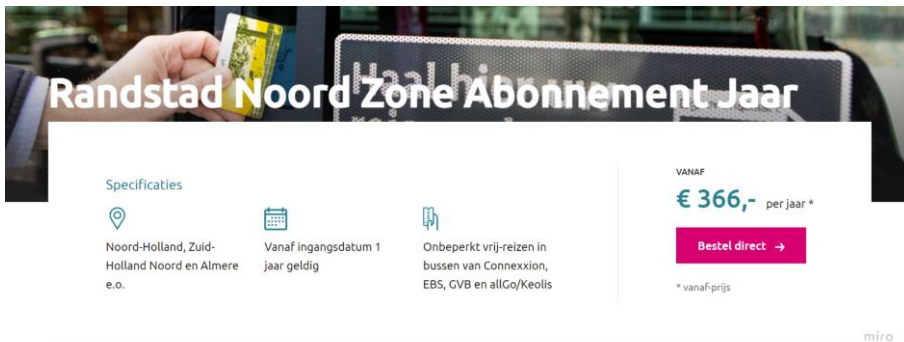 Haal hier
Randstad Noord Zone Abonnement Jaar
Specificaties
Noord-Holland, Zuid-
Holland Noord en Almere
e.o.
Vanaf ingangsdatum 1
jaar geldig
Onbeperkt vrij-reizen in
bussen van Connexxion,
EBS, GVB en allGo/Keolis
VANAF
€ 366,- per jaar *
Bestel direct →
* vanaf-prijs
miro